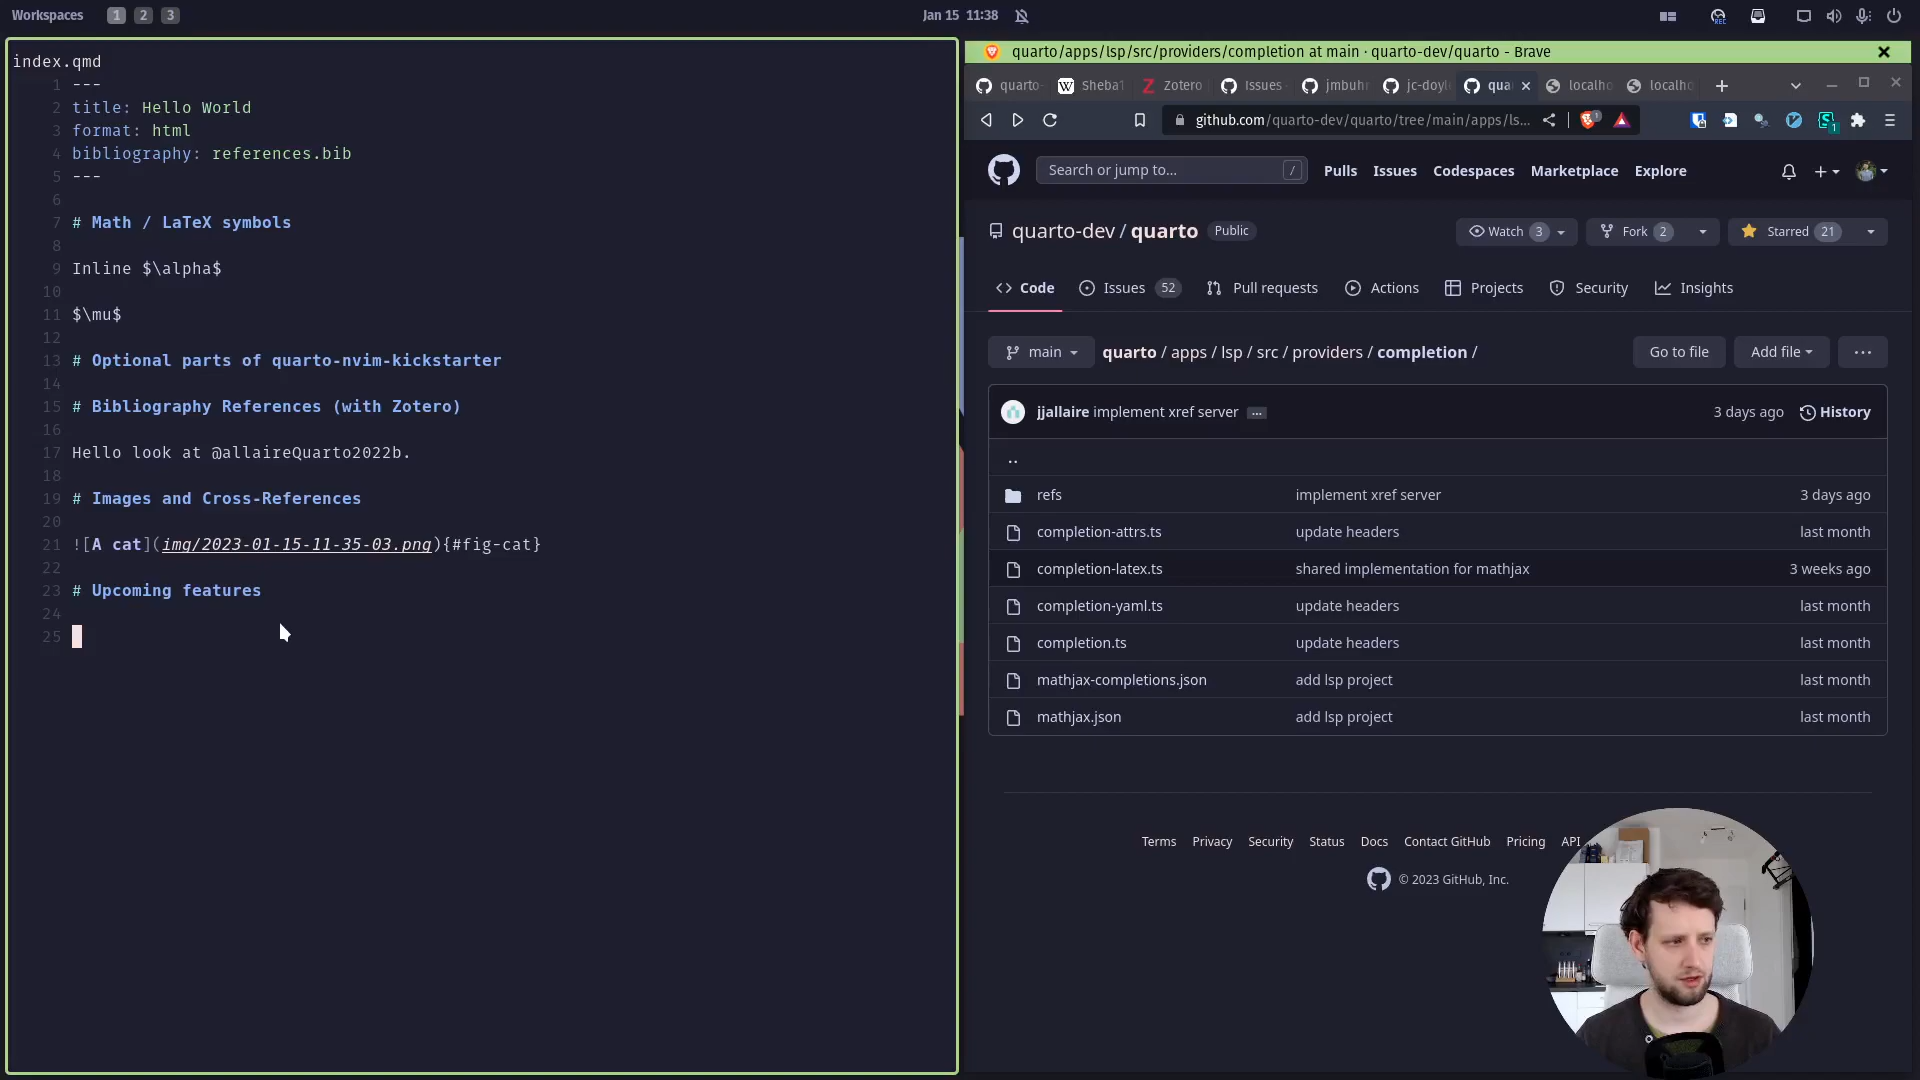 Workspaces 1 2 3 Jan 15 11:38
index.qmd
1 ---
2 title: Hello World
3 format: html
4 bibliography: references.bib
5 ---
6
7 # Math / LaTeX symbols
8
9 Inline $\alpha$
10
11 $\mu$
12
13 # Optional parts of quarto-nvim-kickstarter
14
15 # Bibliography References (with Zotero)
16
17 Hello look at @allaireQuarto2022b.
18
19 # Images and Cross-References
20
21 ![A cat](img/2023-01-15-11-35-03.png){#fig-cat}
22
23 # Upcoming features
24
25
quarto/apps/lsp/src/providers/completion at main · quarto-dev/quarto - Brave
quarto- Sheba1 Zotero Issues jmbuhr jc-doyl qua localho localho
github.com/quarto-dev/quarto/tree/main/apps/ls... 1 1
Search or jump to... / Pulls Issues Codespaces Marketplace Explore
quarto-dev / quarto Public Watch 3 Fork 2 Starred 21
Code Issues 52 Pull requests Actions Projects Security Insights
main quarto / apps / lsp / src / providers / completion / Go to file Add file ...
jjallaire implement xref server ... 3 days ago History
..
refs implement xref server 3 days ago
completion-attrs.ts update headers last month
completion-latex.ts shared implementation for mathjax 3 weeks ago
completion-yaml.ts update headers last month
completion.ts update headers last month
mathjax-completions.json add lsp project last month
mathjax.json add lsp project last month
Terms Privacy Security Status Docs Contact GitHub Pricing API
© 2023 GitHub, Inc.